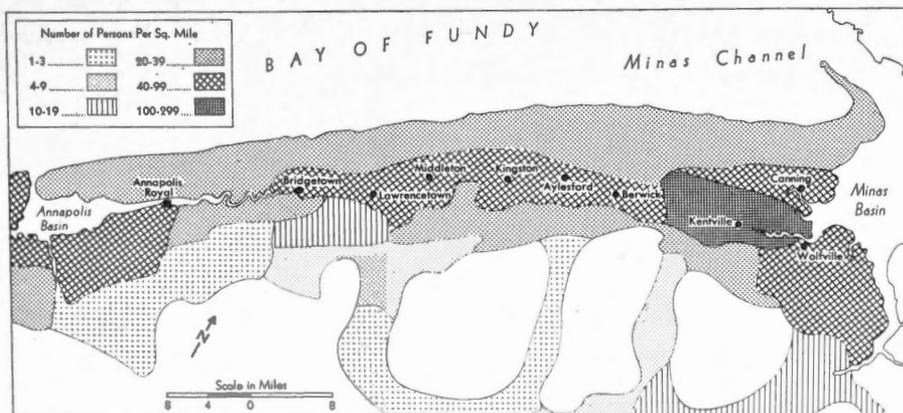 BAY OF FUNDY
Number of Persons Per Sq. Mile
1-3 ........ 20-39 ........
4-9 ........ 40-99 ........
10-19 ........ 100-299 ....
Minas Channel
Annapolis
Royal
Bridgetown
Lawrencetown
Middleton
Kingston
Aylesford
Berwick
Canning
Kentville
Wolfville
Annapolis
Basin
Minas
Basin
N
Scale in Miles
8 4 0 8